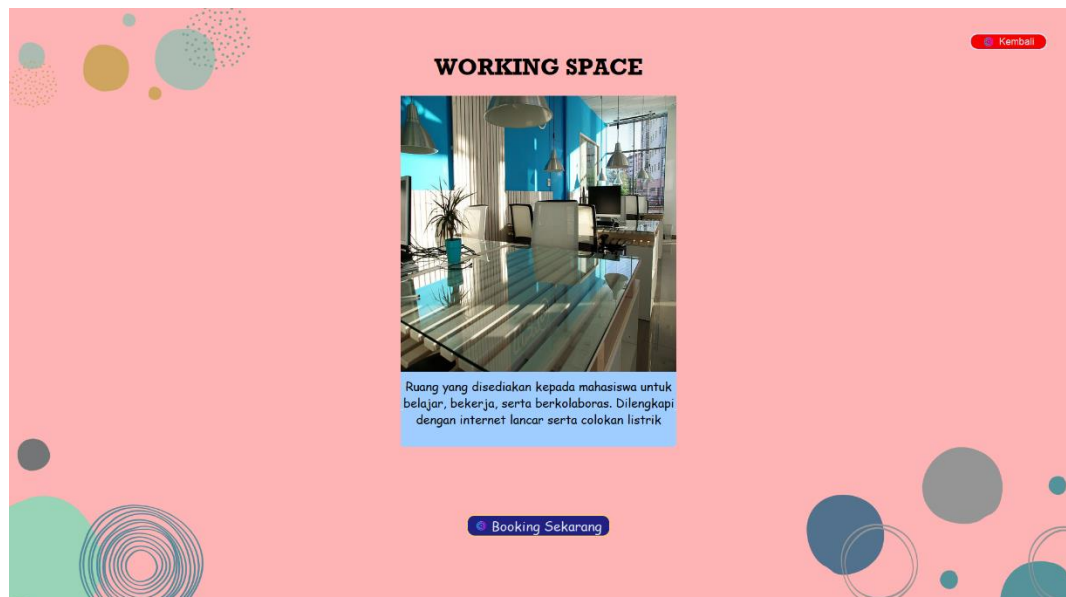 Kembali
WORKING SPACE
Ruang yang disediakan kepada mahasiswa untuk
belajar, bekerja, serta berkolaboras. Dilengkapi
dengan internet lancar serta colokan listrik
Booking Sekarang